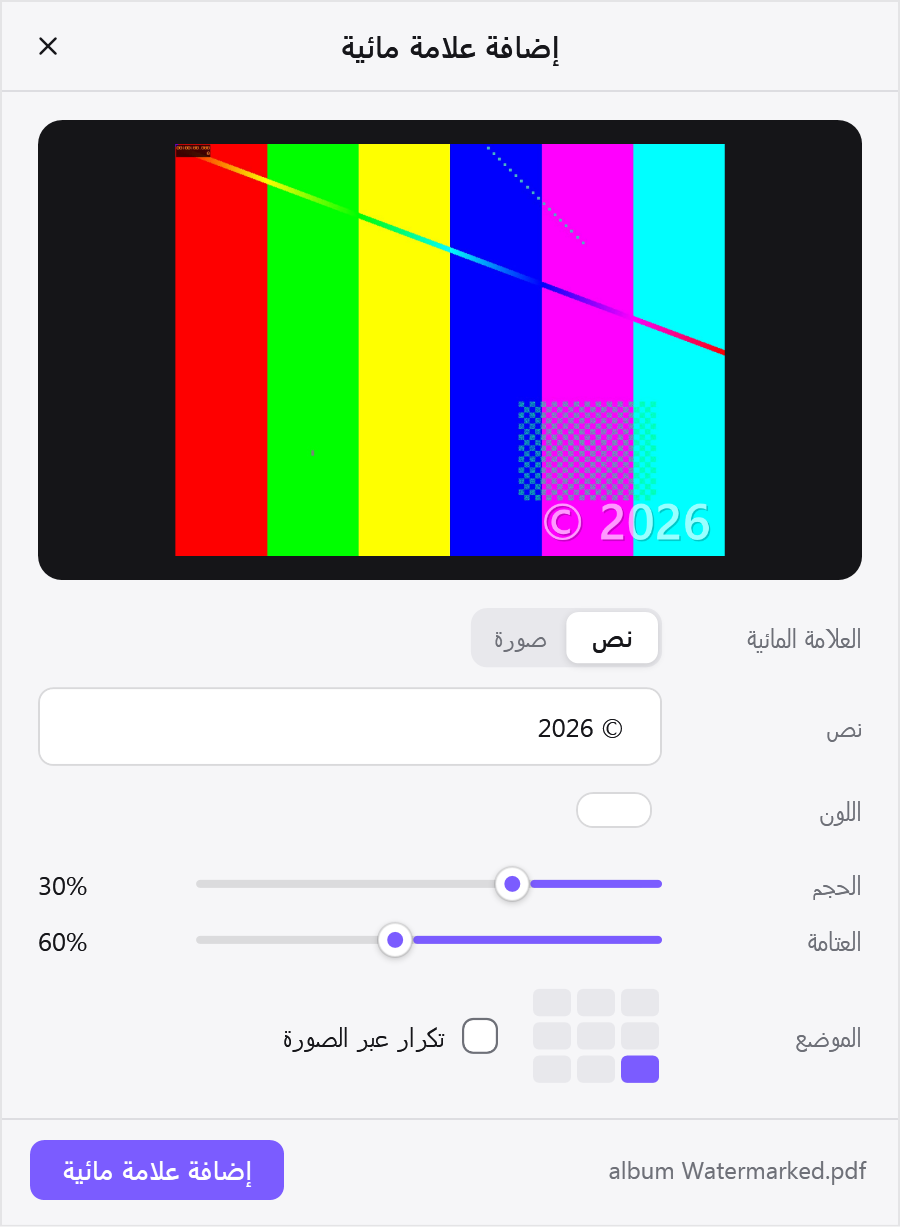 إضافة علامة مائية
© 2026
العلامة المائية
نص
صورة
نص
© 2026
اللون
الحجم
30%
العتامة
60%
الموضع
تكرار عبر الصورة
album Watermarked.pdf
إضافة علامة مائية